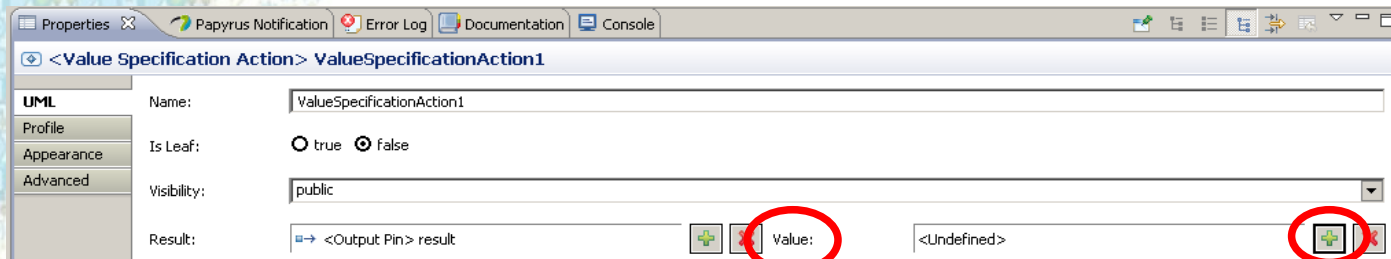 Properties Papyrus Notification Error Log Documentation Console
<Value Specification Action> ValueSpecificationAction1
UML
Profile
Appearance
Advanced
Name: ValueSpecificationAction1
Is Leaf: true false
Visibility: public
Result: <Output Pin> result Value: <Undefined>